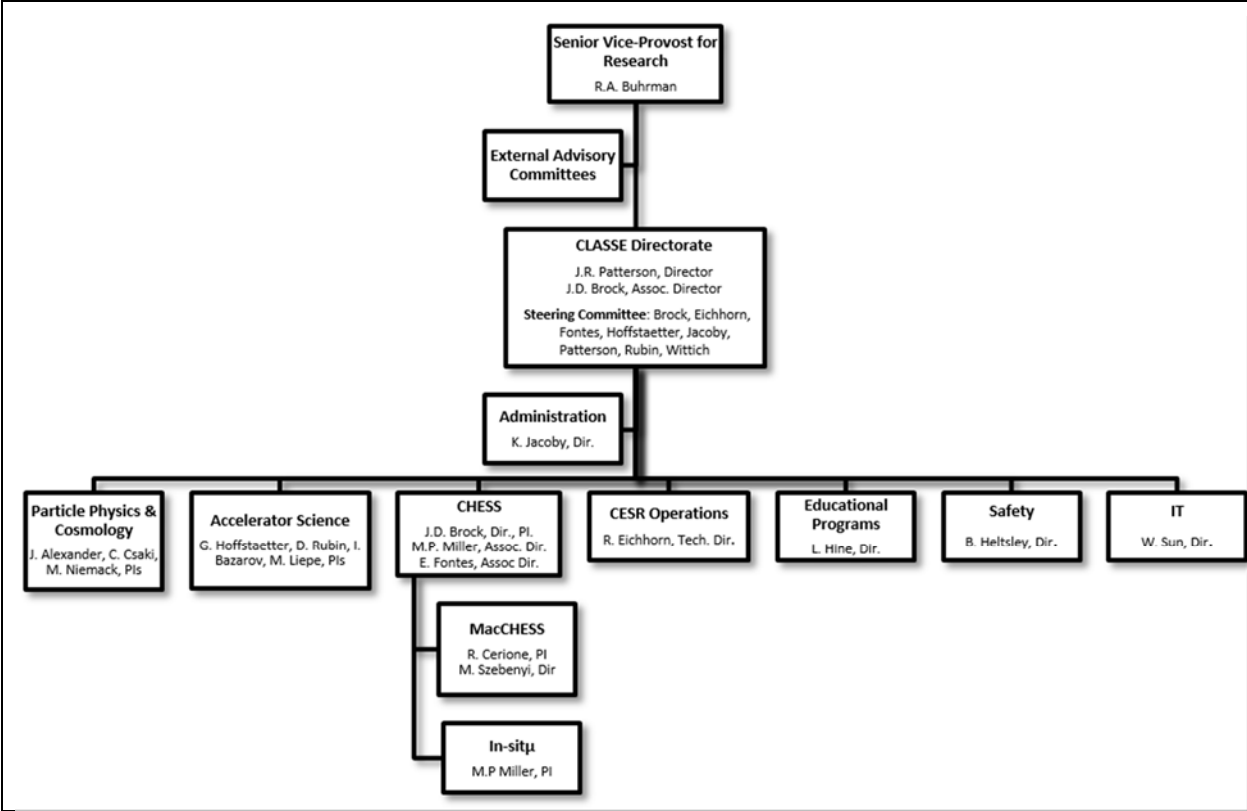 Senior Vice-Provost for
Research
R.A. Buhrman
External Advisory
Committees
CLASSE Directorate
J.R. Patterson, Director
J.D. Brock, Assoc. Director
Steering Committee: Brock, Eichhorn,
Fontes, Hoffstaetter, Jacoby,
Patterson, Rubin, Wittich
Administration
K. Jacoby, Dir.
Particle Physics &
Cosmology
J. Alexander, C. Csaki,
M. Niemack, PIs
Accelerator Science
G. Hoffstaetter, D. Rubin, I.
Bazarov, M. Liepe, PIs
CHESS
J.D. Brock, Dir., PI.
M.P. Miller, Assoc. Dir.
E. Fontes, Assoc Dir.
CESR Operations
R. Eichhorn, Tech. Dir.
Educational
Programs
L. Hine, Dir.
Safety
B. Heltsley, Dir.
IT
W. Sun, Dir.
MacCHESS
R. Cerione, PI
M. Szebenyi, Dir
In-sitµ
M.P Miller, PI